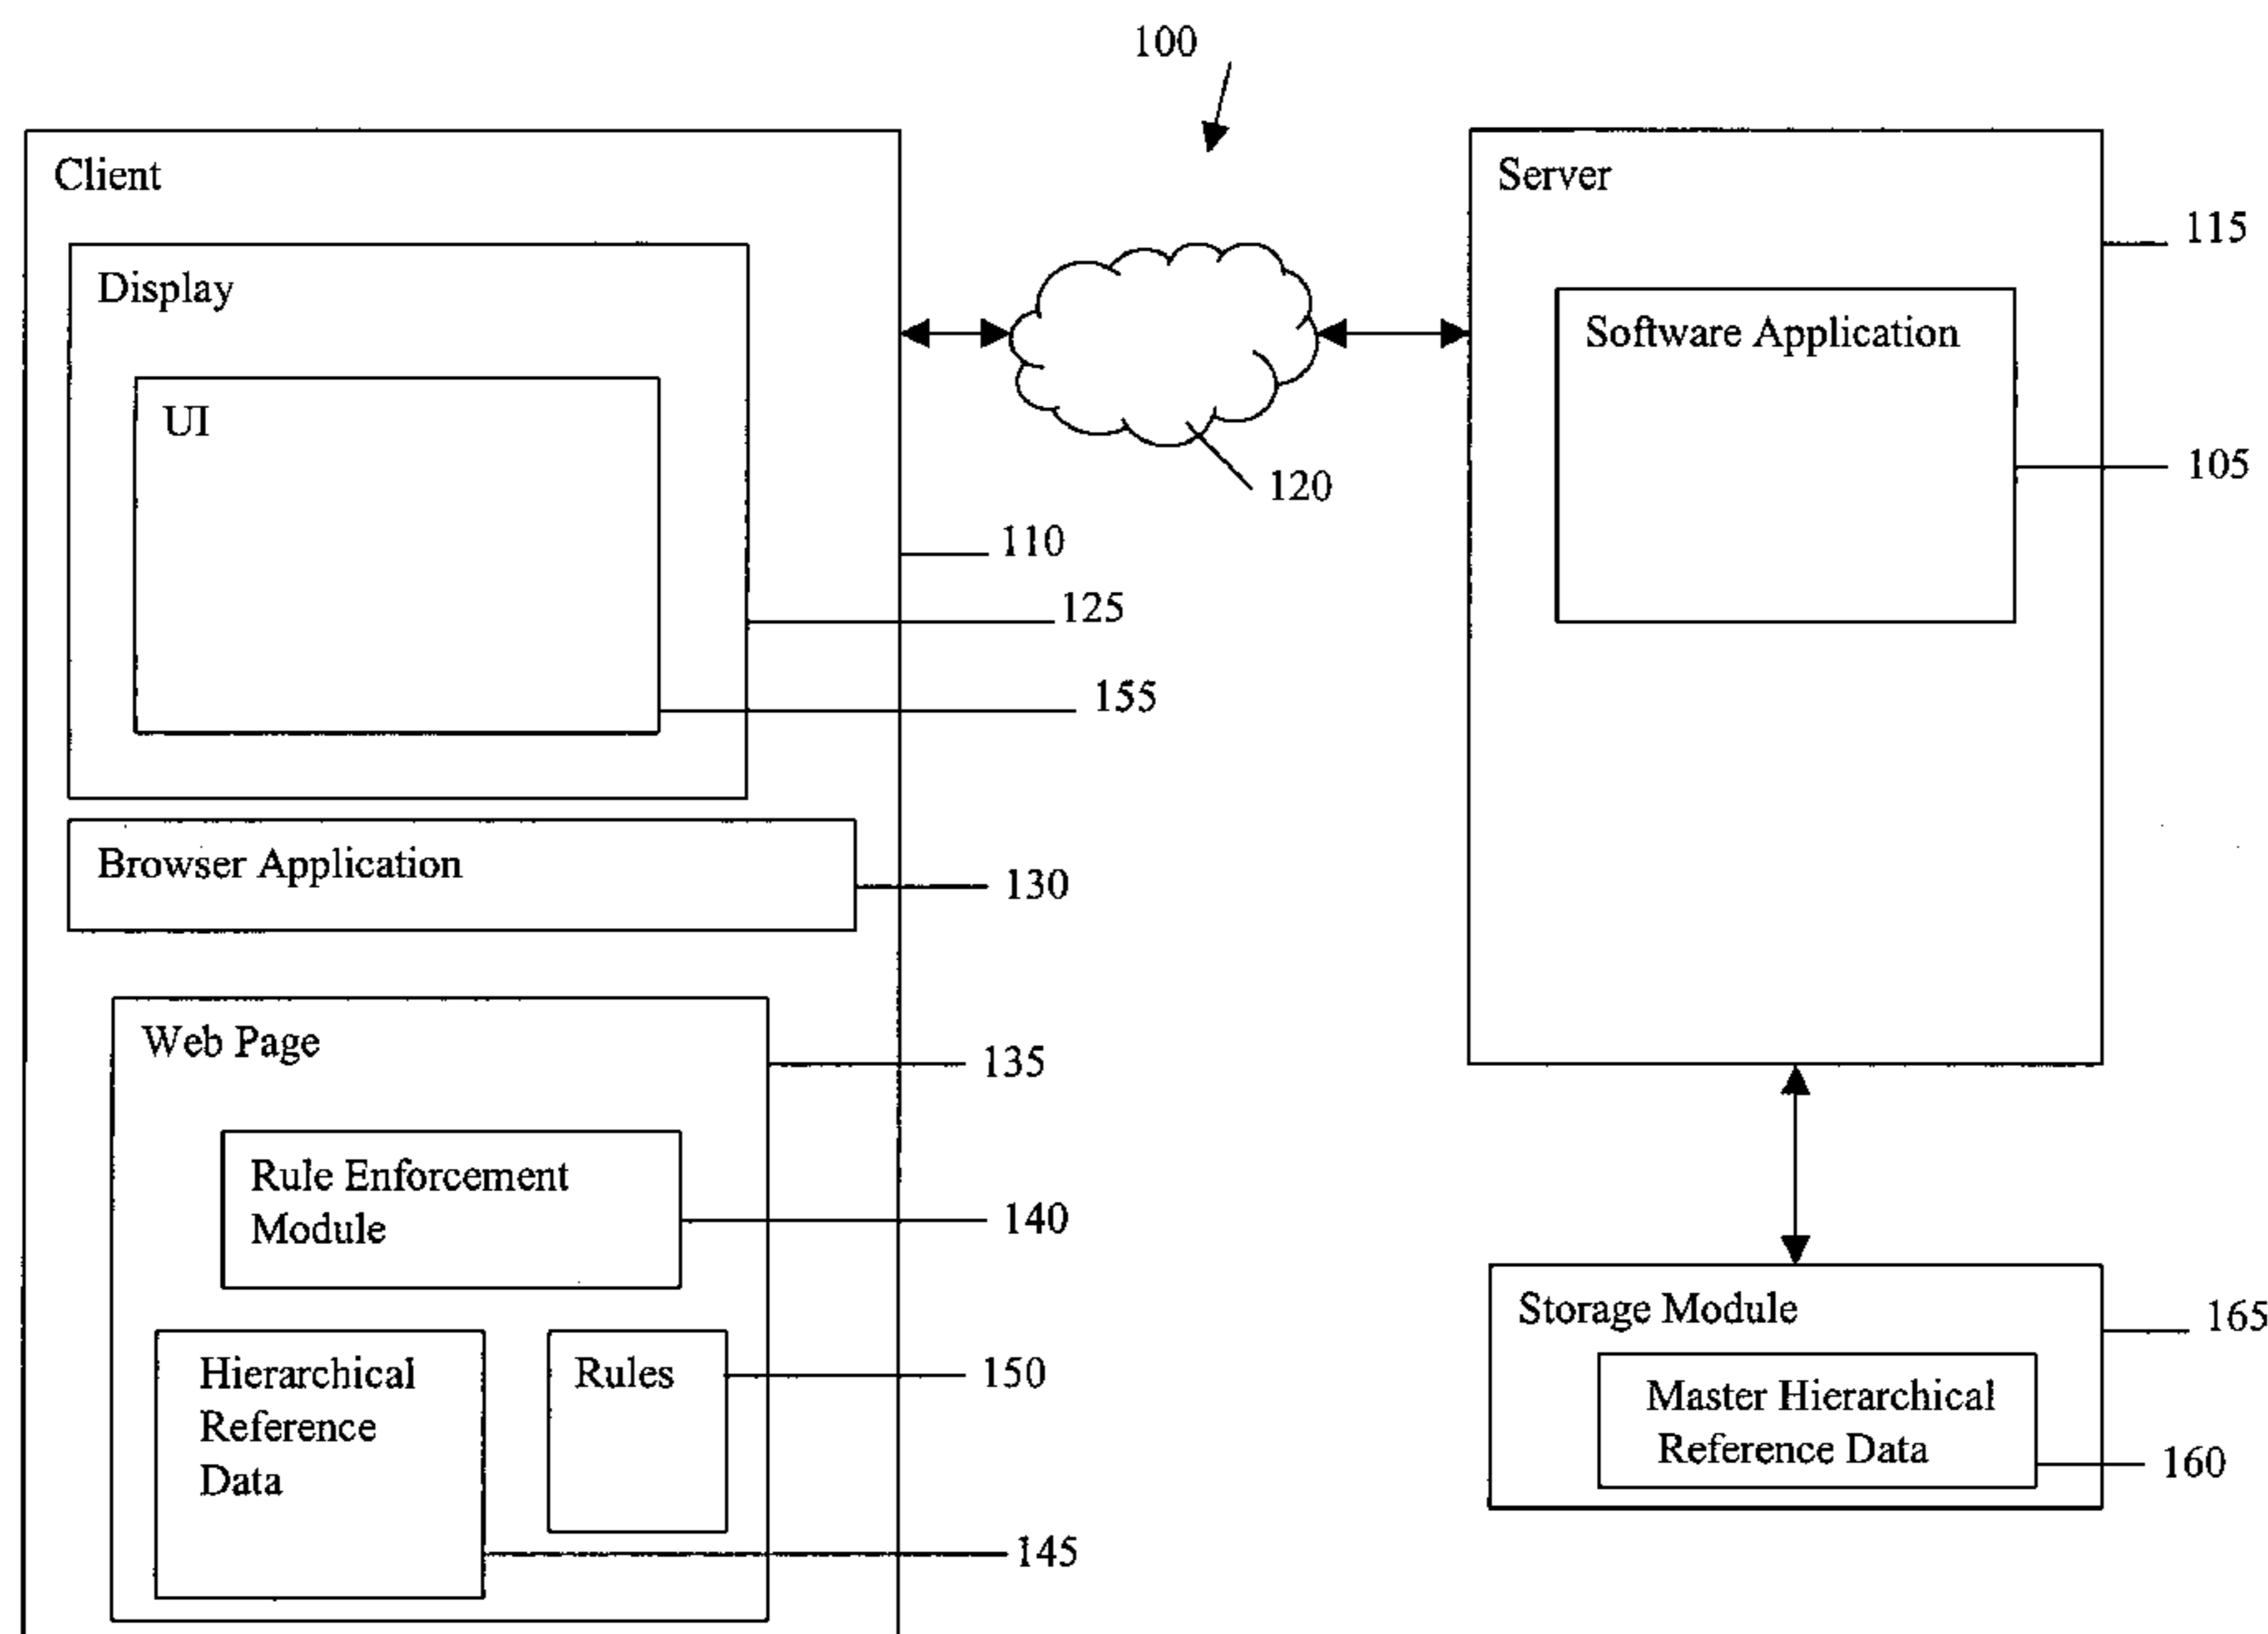 100
Client
Server
115
Display
Software Application
UI
105
120
110
125
155
Browser Application
130
Web Page
135
Rule Enforcement
Module
140
Storage Module
165
Hierarchical
Reference
Data
Rules
150
Master Hierarchical
Reference Data
160
145